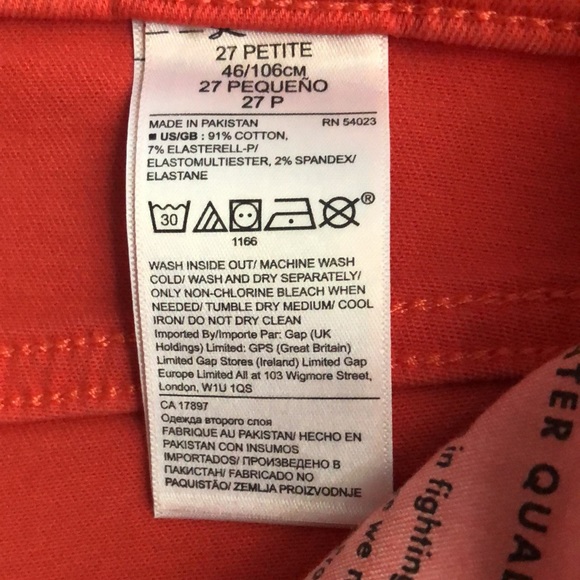 27 PETITE
46/106CM
27 PEQUEÑO
27 P
MADE IN PAKISTAN RN 54023
■ US/GB : 91% COTTON,
7% ELASTERELL-P/
ELASTOMULTIESTER, 2% SPANDEX/
ELASTANE
30
®
1166
WASH INSIDE OUT/ MACHINE WASH
COLD/ WASH AND DRY SEPARATELY/
ONLY NON-CHLORINE BLEACH WHEN
NEEDED/ TUMBLE DRY MEDIUM/ COOL
IRON/ DO NOT DRY CLEAN
Imported By/Importe Par: Gap (UK
Holdings) Limited: GPS (Great Britain)
Limited Gap Stores (Ireland) Limited Gap
Europe Limited All at 103 Wigmore Street,
London, W1U 1QS
CA 17897
Одежда второго слоя
FABRIQUE AU PAKISTAN/ HECHO EN
PAKISTAN CON INSUMOS
IMPORTADOS/ ПРОИЗВЕДЕНО В
ПАКИСТАН/ FABRICADO NO
PAQUISTÃO/ ZEMLJA PROIZVODNJE
TER QUAR
in fighting
we